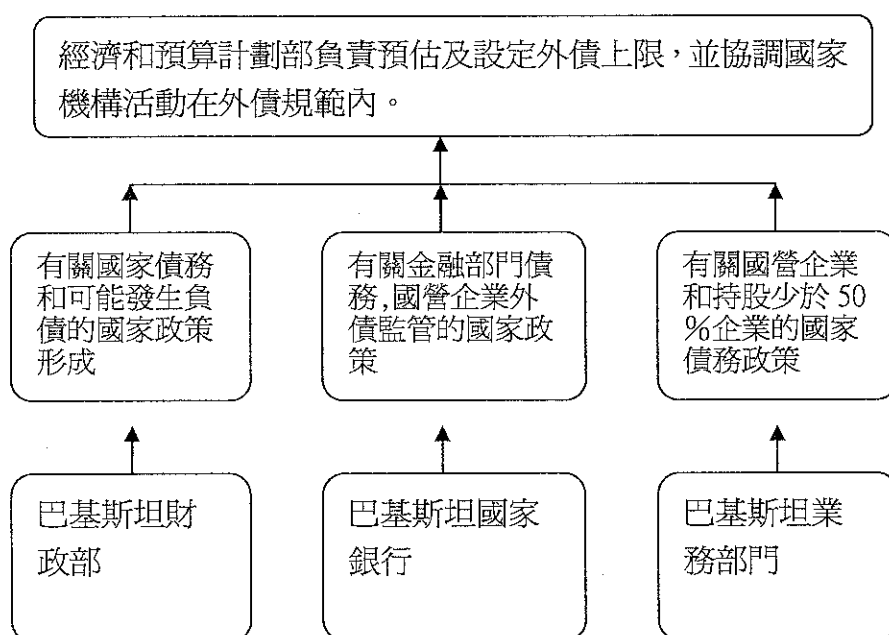 經濟和預算計劃部負責預估及設定外債上限，並協調國家
機構活動在外債規範內。
有關國家債務
和可能發生負
債的國家政策
形成
有關金融部門債
務,國營企業外
債監管的國家政
策
有關國營企業
和持股少於 50
%企業的國家
債務政策
巴基斯坦財
政部
巴基斯坦國家
銀行
巴基斯坦業
務部門